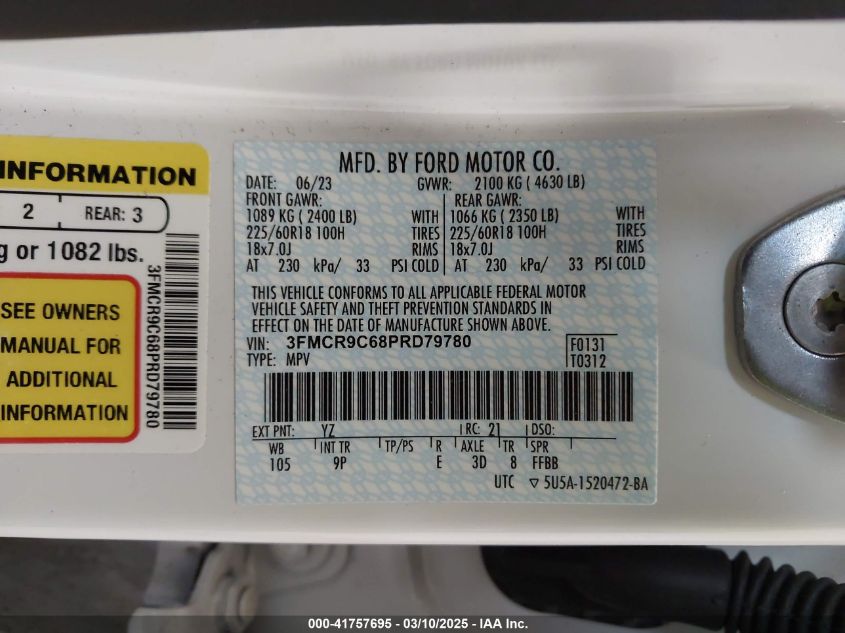 INFORMATION
2 REAR: 3
g or 1082 lbs.
SEE OWNERS
MANUAL FOR
ADDITIONAL
INFORMATION
3FMCR9C68PRD79780
MFD. BY FORD MOTOR CO.
DATE: 06/23 GVWR: 2100 KG ( 4630 LB)
FRONT GAWR: REAR GAWR:
1089 KG ( 2400 LB) WITH 1066 KG ( 2350 LB) WITH
225/60R18 100H TIRES 225/60R18 100H TIRES
18x7.0J RIMS 18x7.0J RIMS
AT 230 kPa/ 33 PSI COLD AT 230 kPa/ 33 PSI COLD
THIS VEHICLE CONFORMS TO ALL APPLICABLE FEDERAL MOTOR
VEHICLE SAFETY AND THEFT PREVENTION STANDARDS IN
EFFECT ON THE DATE OF MANUFACTURE SHOWN ABOVE.
VIN: 3FMCR9C68PRD79780 F0131
TYPE: MPV T0312
EXT PNT: YZ RC: 21 DSO:
WB INT TR TP/PS R AXLE TR SPR
105 9P E 3D 8 FFBB
UTC ▽ 5U5A-1520472-BA
000-41757695 - 03/10/2025 - IAA Inc.